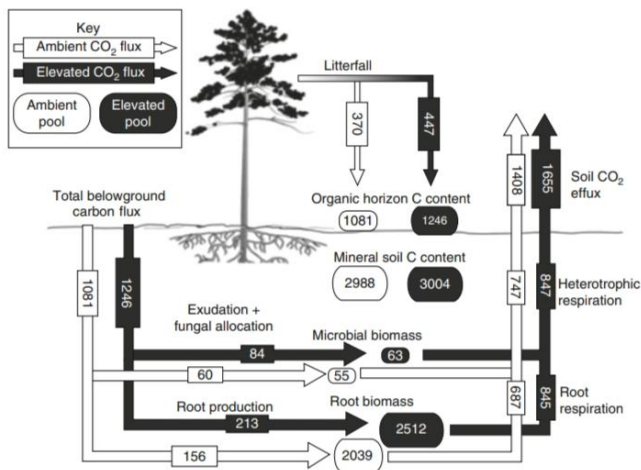 Key
Ambient CO₂ flux
Elevated CO₂ flux
Ambient pool
Elevated pool
Litterfall
370
447
1408
1655
Soil CO₂ efflux
Organic horizon C content
1081
1246
Total belowground carbon flux
Mineral soil C content
2988
3004
1081
1246
747
847
Heterotrophic respiration
Exudation + fungal allocation
Microbial biomass
84
63
60
55
687
845
Root respiration
Root production
Root biomass
213
2512
156
2039